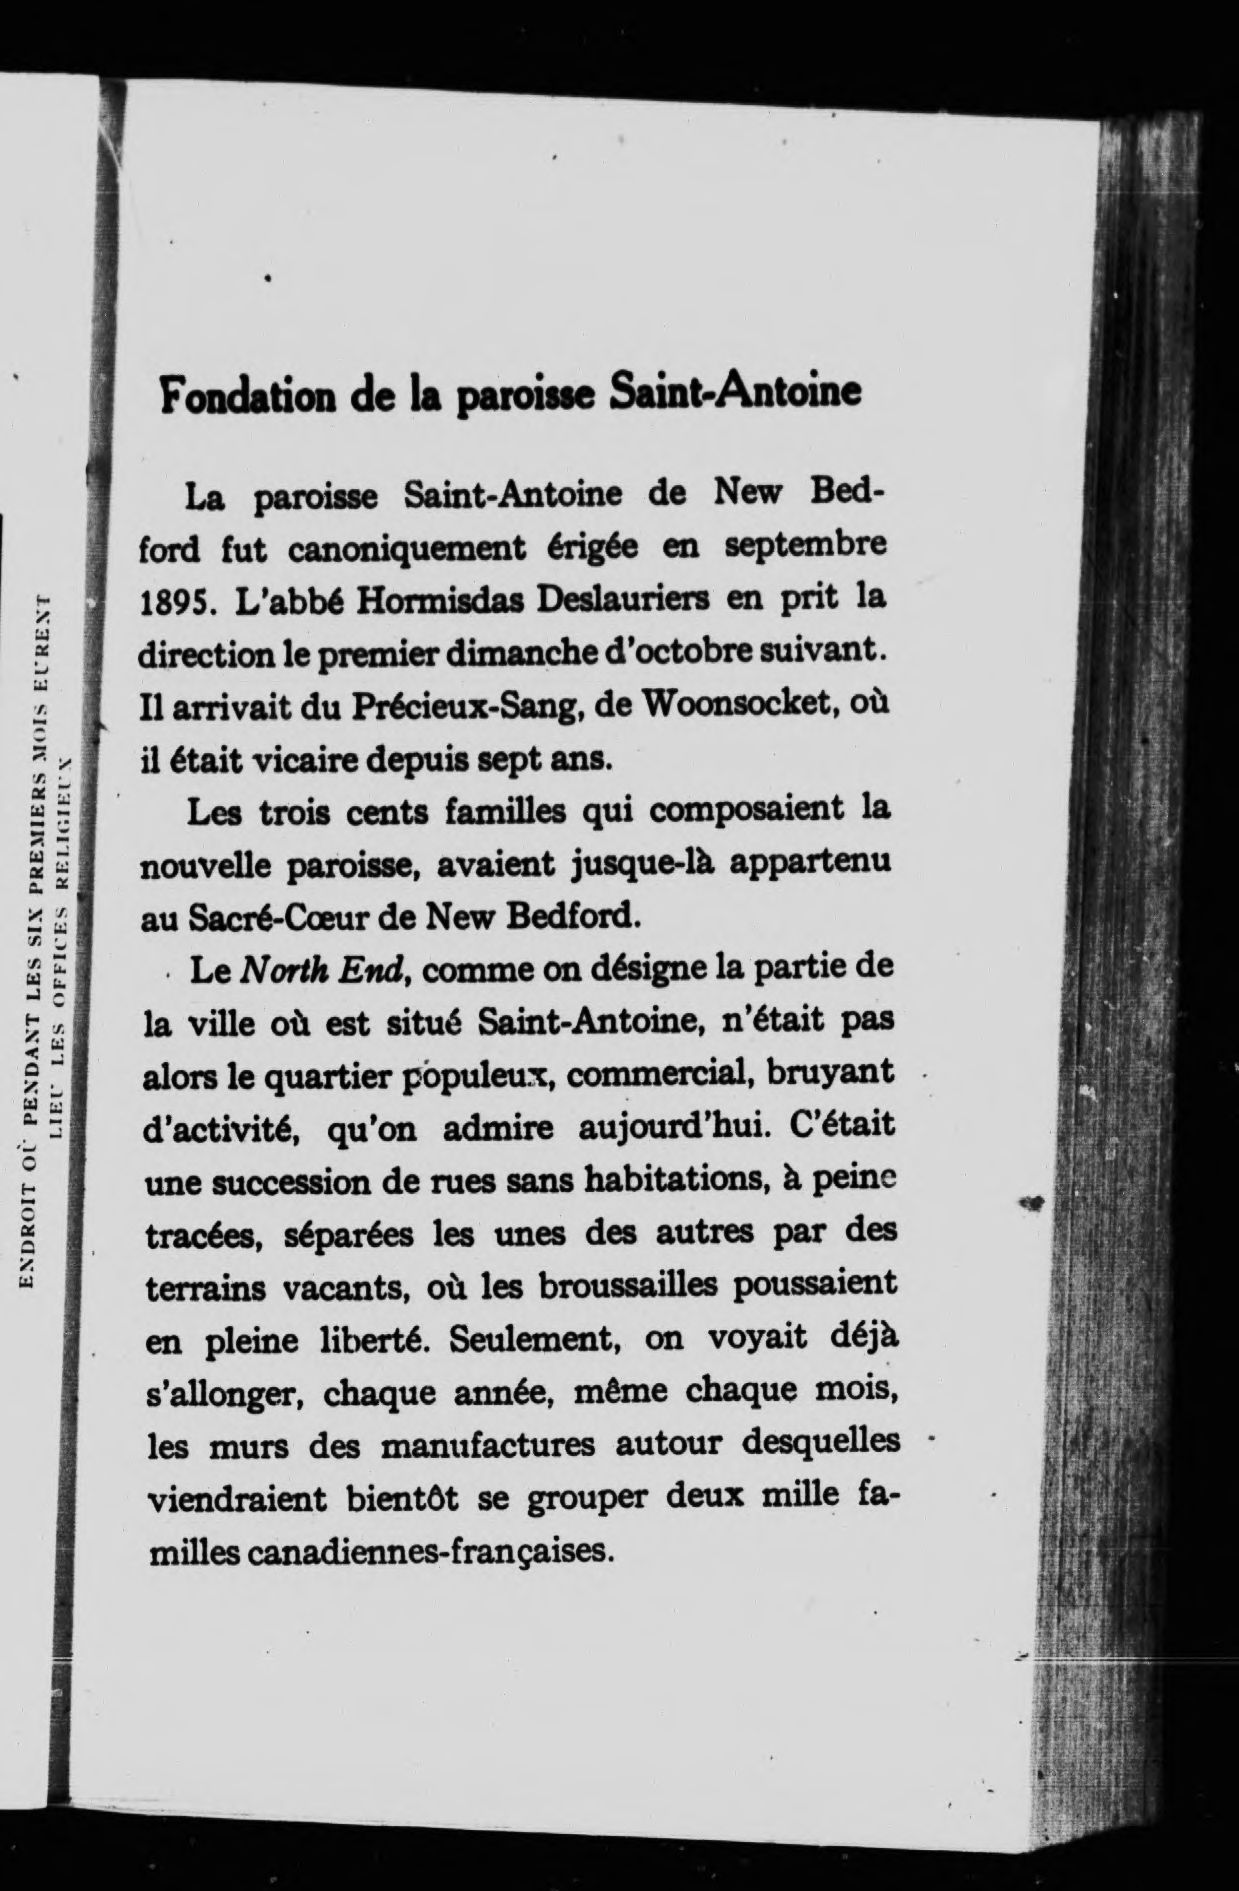 ENDROIT OÙ PENDANT LES SIX PREMIERS MOIS EURENT
LIEU LES OFFICES RELIGIEUX
Fondation de la paroisse Saint-Antoine
La paroisse Saint-Antoine de New Bed-
ford fut canoniquement érigée en septembre
1895. L'abbé Hormisdas Deslauriers en prit la
direction le premier dimanche d'octobre suivant.
Il arrivait du Précieux-Sang, de Woonsocket, où
il était vicaire depuis sept ans.
Les trois cents familles qui composaient la
nouvelle paroisse, avaient jusque-là appartenu
au Sacré-Cœur de New Bedford.
Le North End, comme on désigne la partie de
la ville où est situé Saint-Antoine, n'était pas
alors le quartier populeux, commercial, bruyant
d'activité, qu'on admire aujourd'hui. C'était
une succession de rues sans habitations, à peine
tracées, séparées les unes des autres par des
terrains vacants, où les broussailles poussaient
en pleine liberté. Seulement, on voyait déjà
s'allonger, chaque année, même chaque mois,
les murs des manufactures autour desquelles
viendraient bientôt se grouper deux mille fa-
milles canadiennes-françaises.